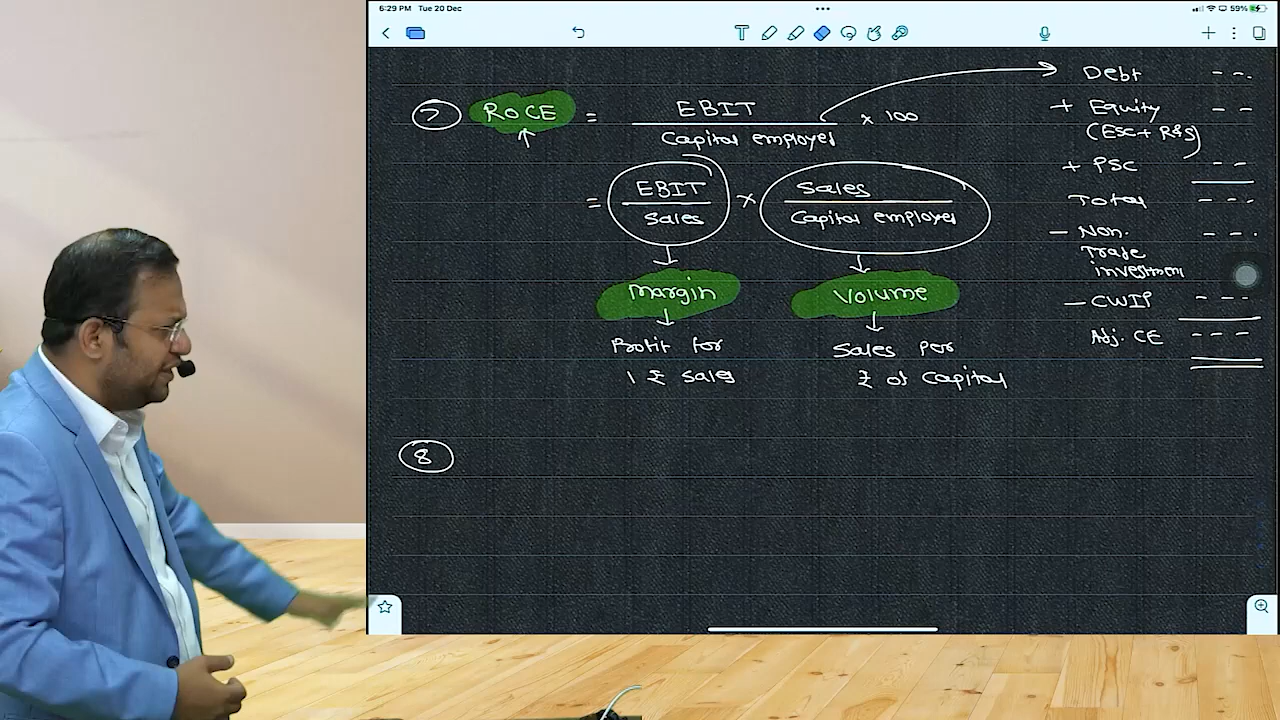 6:29 PM Tue 20 Dec
59%
T
7 ROCE = EBIT / Capital employed x 100
= EBIT / Sales x Sales / Capital employed
Margin
Volume
Profit for
1 ₹ Sales
Sales per
₹ of Capital
8
Debt ---
+ Equity --
(ESC + R&S)
+ PSC --
Total ---
- Non. ---
Trade
investment
- CWIP ---
Adj. CE ---